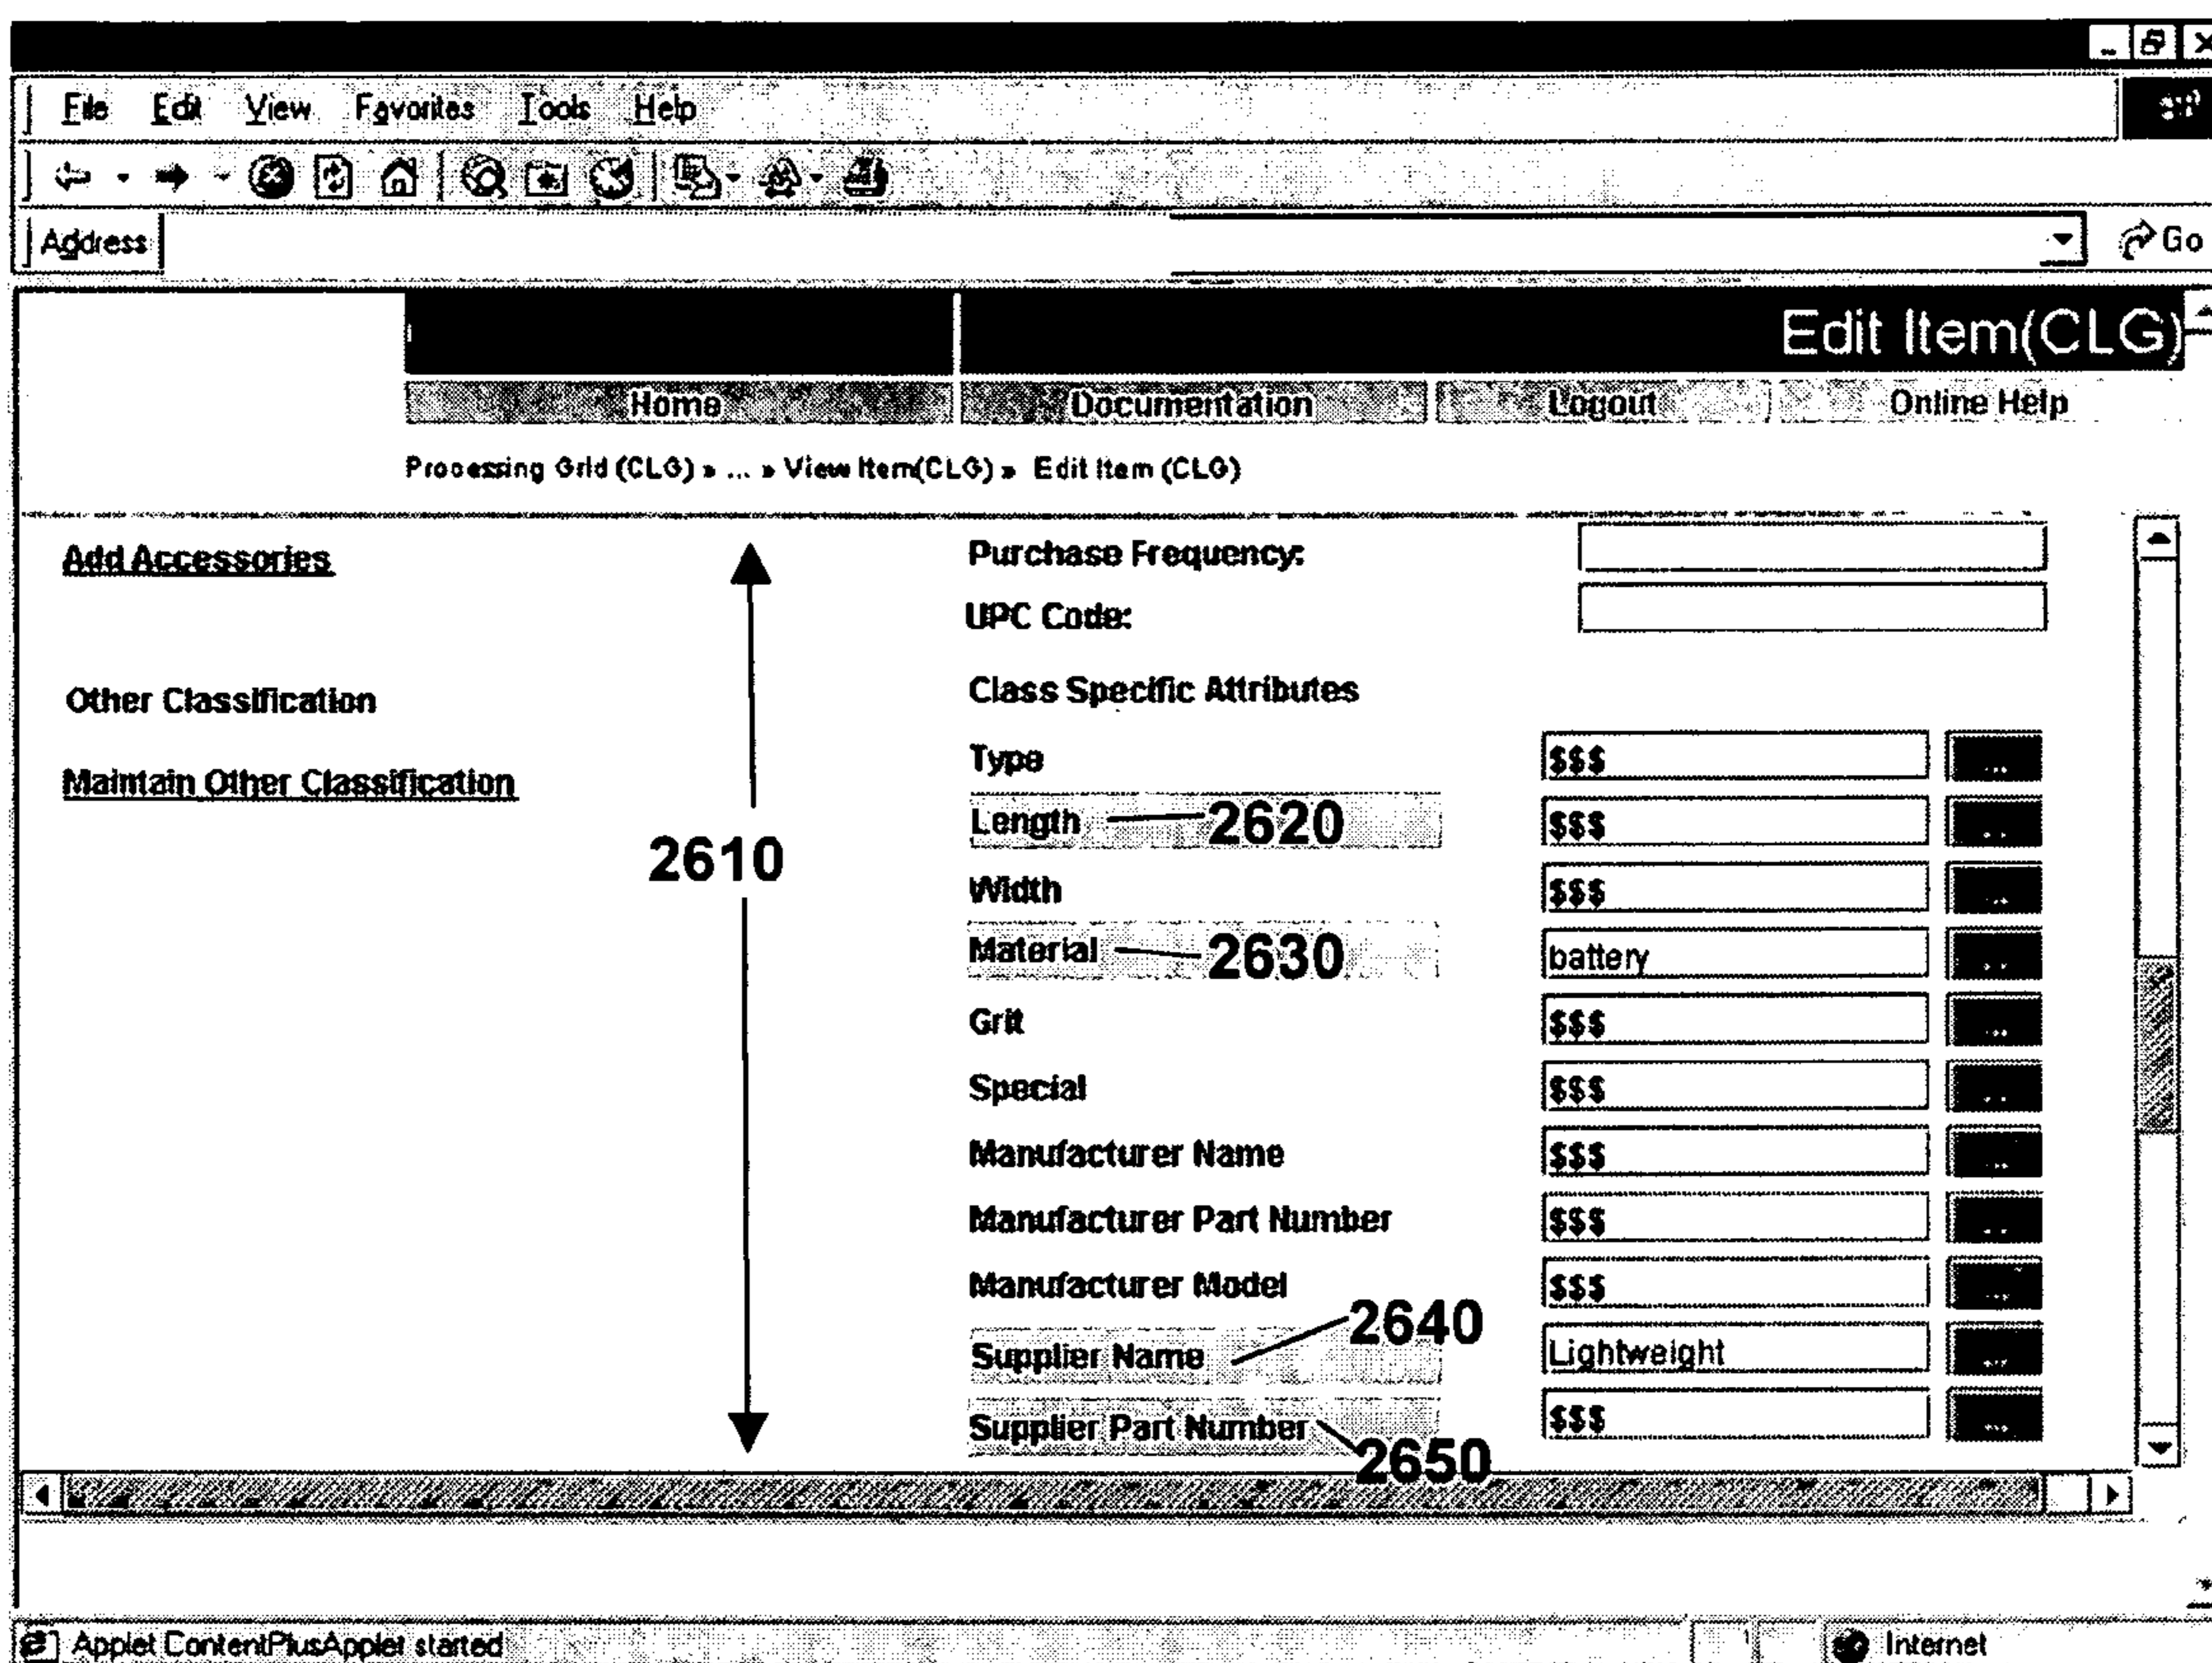 File Edit View Favorites Tools Help
Address Go
Edit Item(CLG)
Home Documentation Logout Online Help
Processing Grid (CLG) » ... » View Item(CLG) » Edit Item (CLG)
Add Accessories
Other Classification
Maintain Other Classification
2610
Purchase Frequency:
UPC Code:
Class Specific Attributes
Type $$$ ...
Length 2620 $$$ ...
Width $$$ ...
Material 2630 battery ...
Grit $$$ ...
Special $$$ ...
Manufacturer Name $$$ ...
Manufacturer Part Number $$$ ...
Manufacturer Model $$$ ...
Supplier Name 2640 Lightweight ...
Supplier Part Number 2650 $$$ ...
Applet ContentPlusApplet started Internet